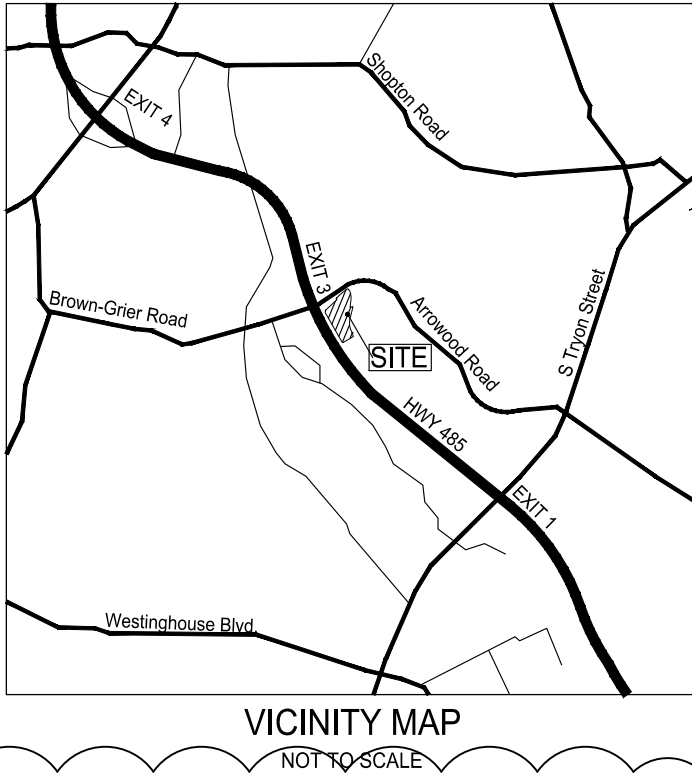 Shopton Road
EXIT 4
EXIT 3
Brown-Grier Road
Arrowood Road
S Tryon Street
SITE
HWY 485
EXIT 1
Westinghouse Blvd.
VICINITY MAP
NOT TO SCALE